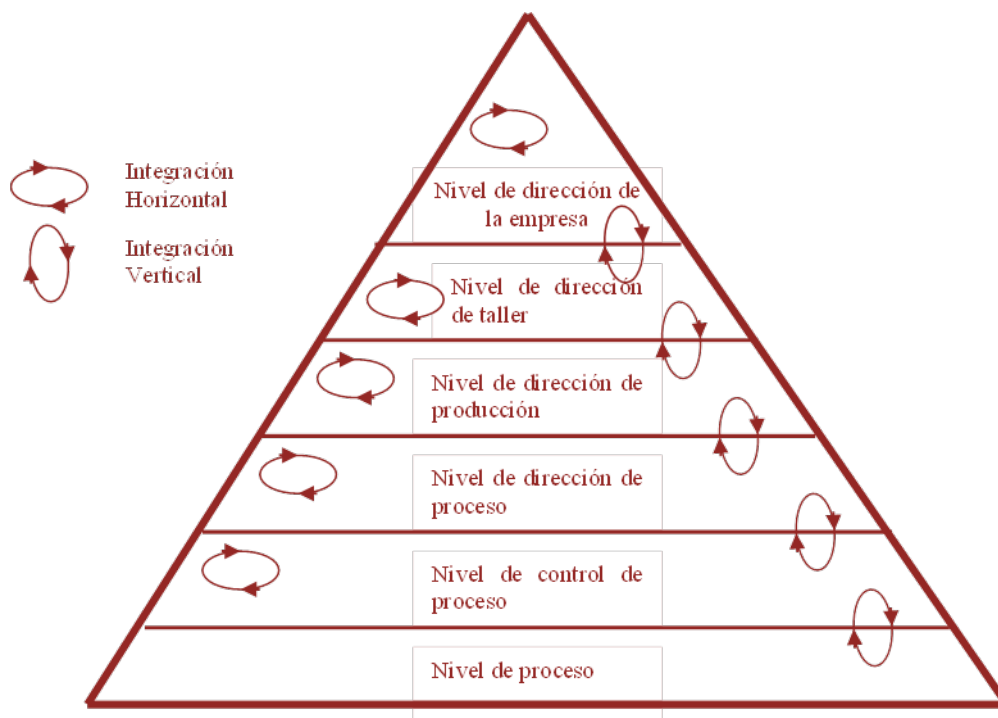 Integración
Horizontal
Integración
Vertical
Nivel de dirección de
la empresa
Nivel de dirección
de taller
Nivel de dirección de
producción
Nivel de dirección de
proceso
Nivel de control de
proceso
Nivel de proceso